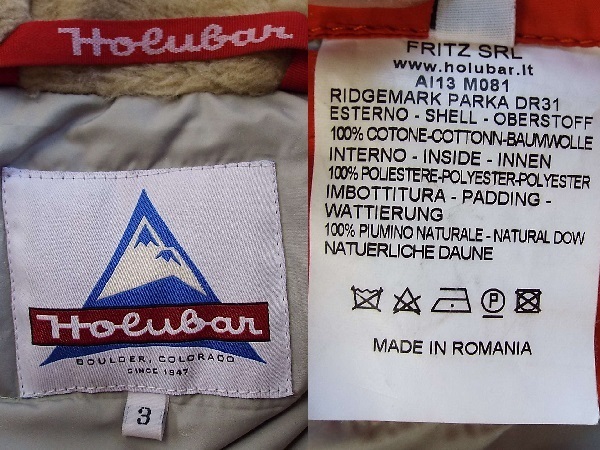 Holubar
Holubar
BOULDER, COLORADO
SINCE 1947
3
FRITZ SRL
www.holubar.it
AI13 M081
RIDGEMARK PARKA DR31
ESTERNO - SHELL - OBERSTOFF
100% COTONE-COTTONN-BAUMWOLLE
INTERNO - INSIDE - INNEN
100% POLIESTERE-POLYESTER-POLYESTER
IMBOTTITURA - PADDING -
WATTIERUNG
100% PIUMINO NATURALE - NATURAL DOW
NATUERLICHE DAUNE
P
MADE IN ROMANIA